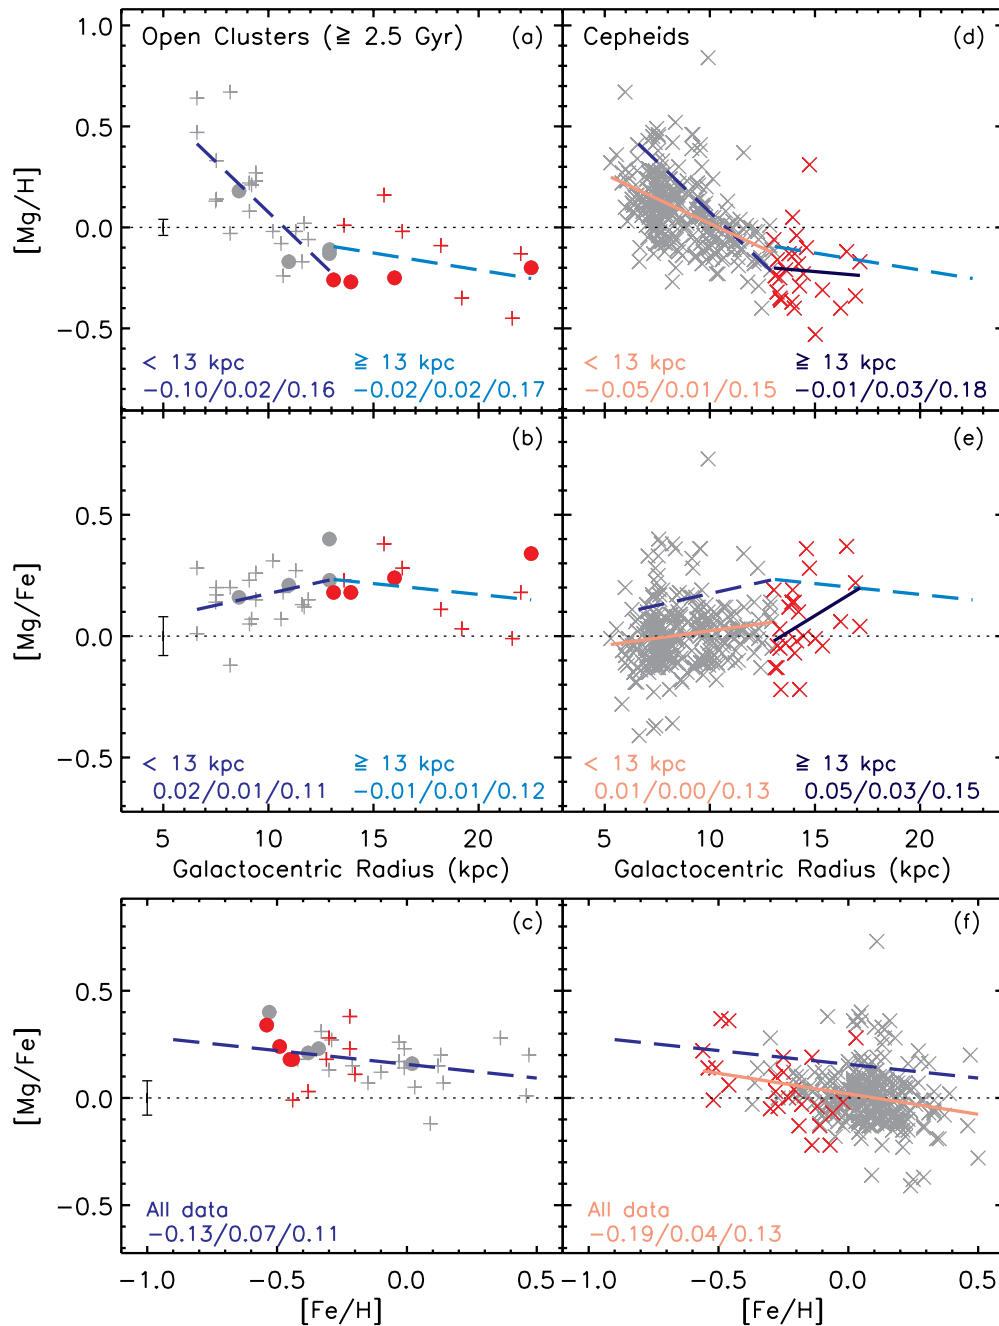 Open Clusters (≧ 2.5 Gyr) (a)
Cepheids (d)
1.0
0.5
0.0
−0.5
[Mg/H]
< 13 kpc
−0.10/0.02/0.16
≧ 13 kpc
−0.02/0.02/0.17
< 13 kpc
−0.05/0.01/0.15
≧ 13 kpc
−0.01/0.03/0.18
(b)
(e)
0.5
0.0
−0.5
[Mg/Fe]
< 13 kpc
0.02/0.01/0.11
≧ 13 kpc
−0.01/0.01/0.12
< 13 kpc
0.01/0.00/0.13
≧ 13 kpc
0.05/0.03/0.15
5 10 15 20
5 10 15 20
Galactocentric Radius (kpc)
Galactocentric Radius (kpc)
(c)
(f)
0.5
0.0
−0.5
[Mg/Fe]
All data
−0.13/0.07/0.11
All data
−0.19/0.04/0.13
−1.0 −0.5 0.0 0.5
−1.0 −0.5 0.0 0.5
[Fe/H]
[Fe/H]